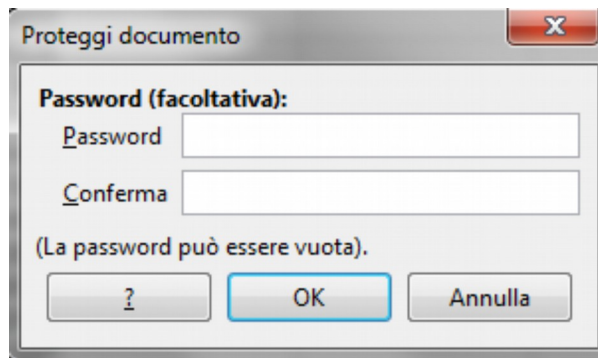 Proteggi documento
Password (facoltativa):
Password
Conferma
(La password può essere vuota).
? OK Annulla